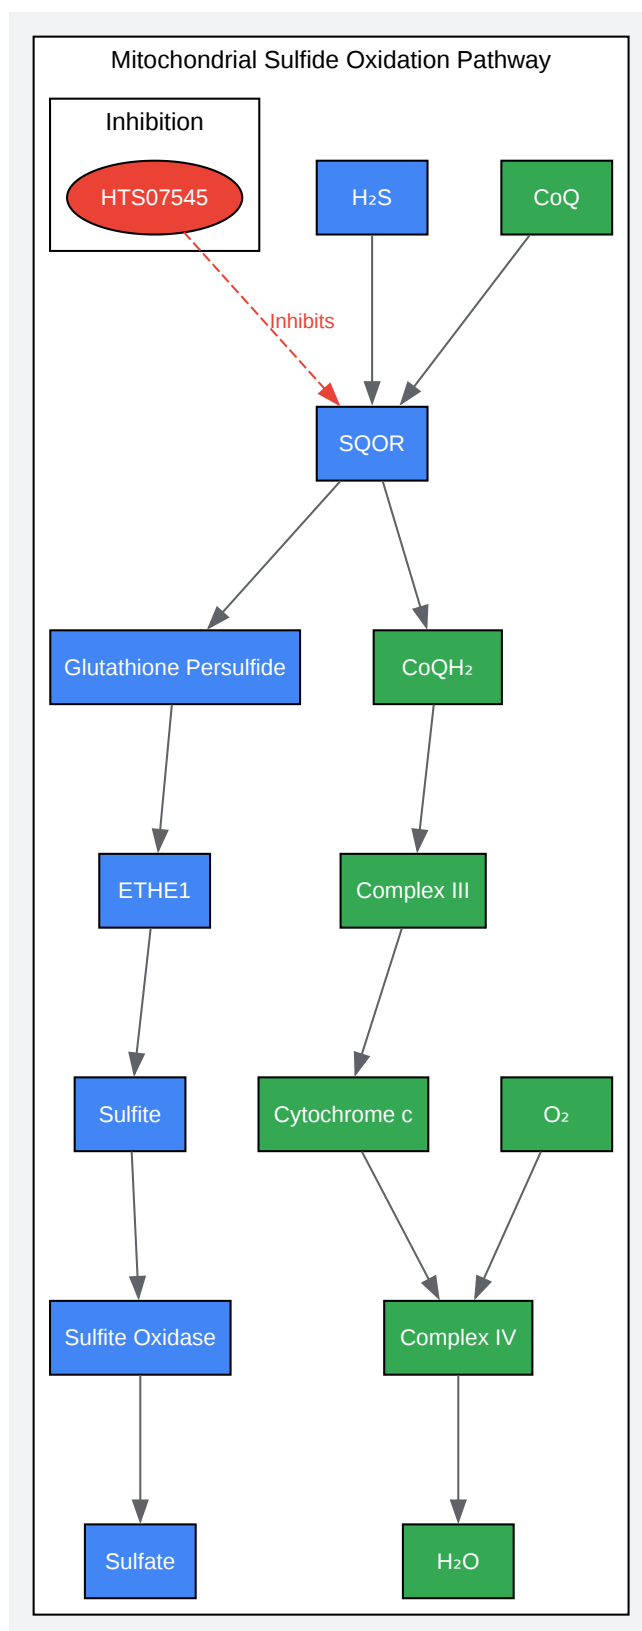 Mitochondrial Sulfide Oxidation Pathway
Inhibition
HTS07545
H₂S
CoQ
Inhibits
SQOR
Glutathione Persulfide
CoQH₂
ETHE1
Complex III
Sulfite
Cytochrome c
O₂
Sulfite Oxidase
Complex IV
Sulfate
H₂O